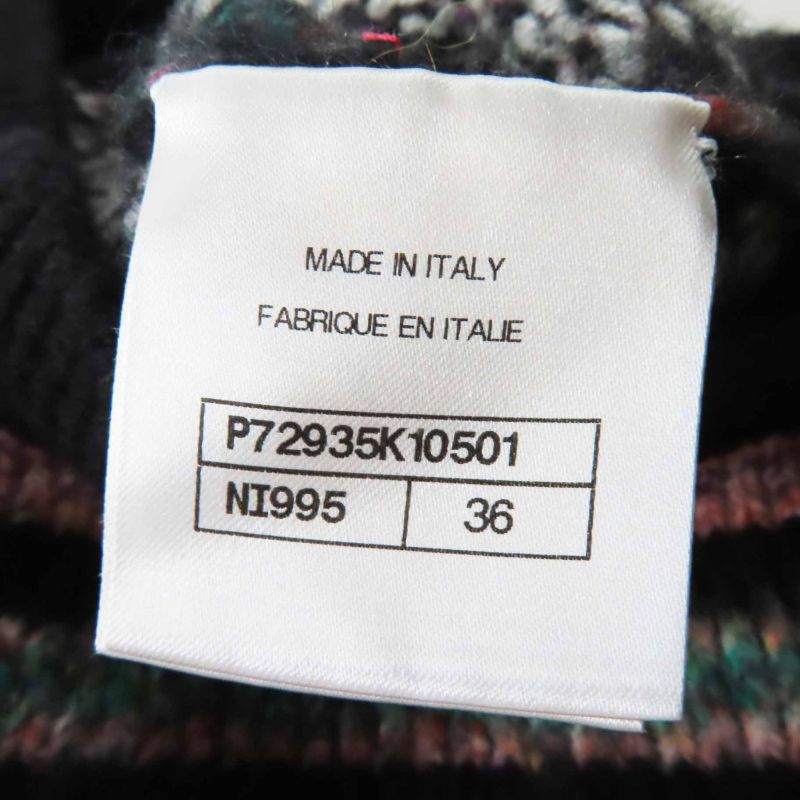 MADE IN ITALY
FABRIQUE EN ITALIE
P72935K10501
NI995 36